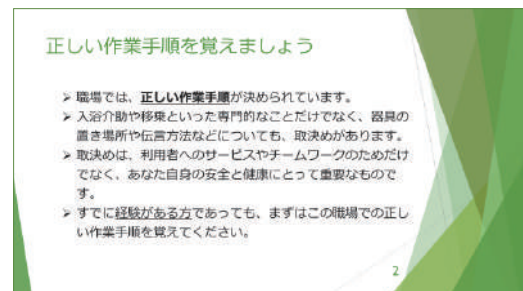 正しい作業手順を覚えましょう
➢ 職場では、正しい作業手順が決められています。
➢ 入浴介助や移乗といった専門的なことだけでなく、器具の
置き場所や伝言方法などについても、取決めがあります。
➢ 取決めは、利用者へのサービスやチームワークのためだけ
でなく、あなた自身の安全と健康にとって重要なもので
す。
➢ すでに経験がある方であっても、まずはこの職場での正し
い作業手順を覚えてください。
2